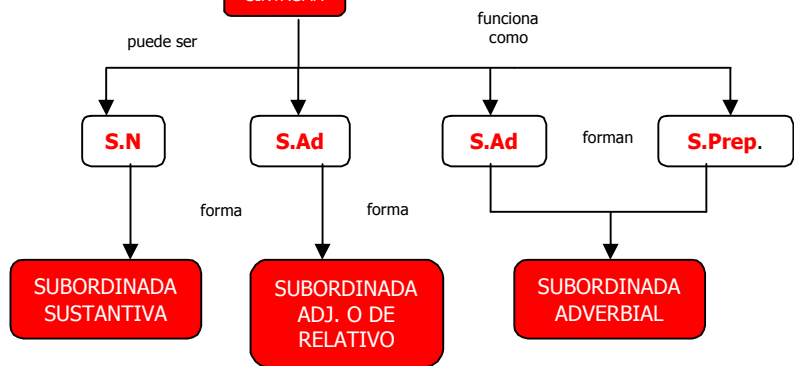 funciona
como
puede ser
S.N
S.Ad
S.Ad
forman
S.Prep.
forma
forma
SUBORDINADA
SUSTANTIVA
SUBORDINADA
ADJ. O DE
RELATIVO
SUBORDINADA
ADVERBIAL